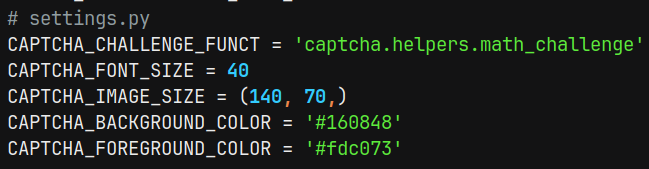 # settings.py
CAPTCHA_CHALLENGE_FUNCT = 'captcha.helpers.math_challenge'
CAPTCHA_FONT_SIZE = 40
CAPTCHA_IMAGE_SIZE = (140, 70,)
CAPTCHA_BACKGROUND_COLOR = '#160848'
CAPTCHA_FOREGROUND_COLOR = '#fdc073'